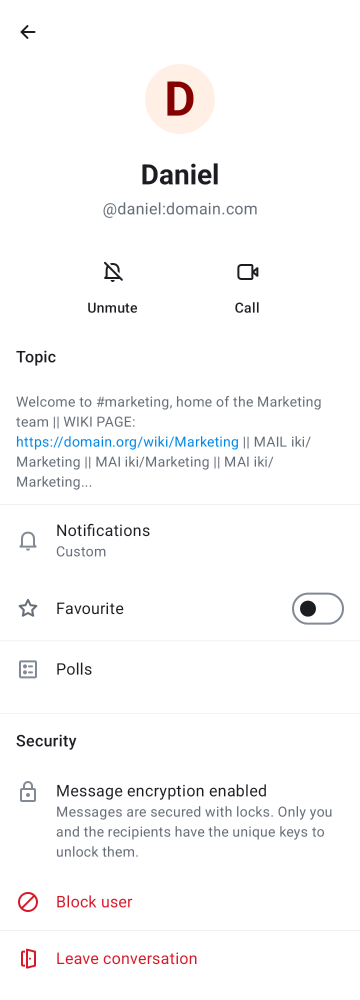 D
Daniel
@daniel:domain.com
Unmute
Call
Topic
Welcome to #marketing, home of the Marketing
team || WIKI PAGE:
https://domain.org/wiki/Marketing || MAIL iki/
Marketing || MAI iki/Marketing || MAI iki/
Marketing...
Notifications
Custom
Favourite
Polls
Security
Message encryption enabled
Messages are secured with locks. Only you
and the recipients have the unique keys to
unlock them.
Block user
Leave conversation